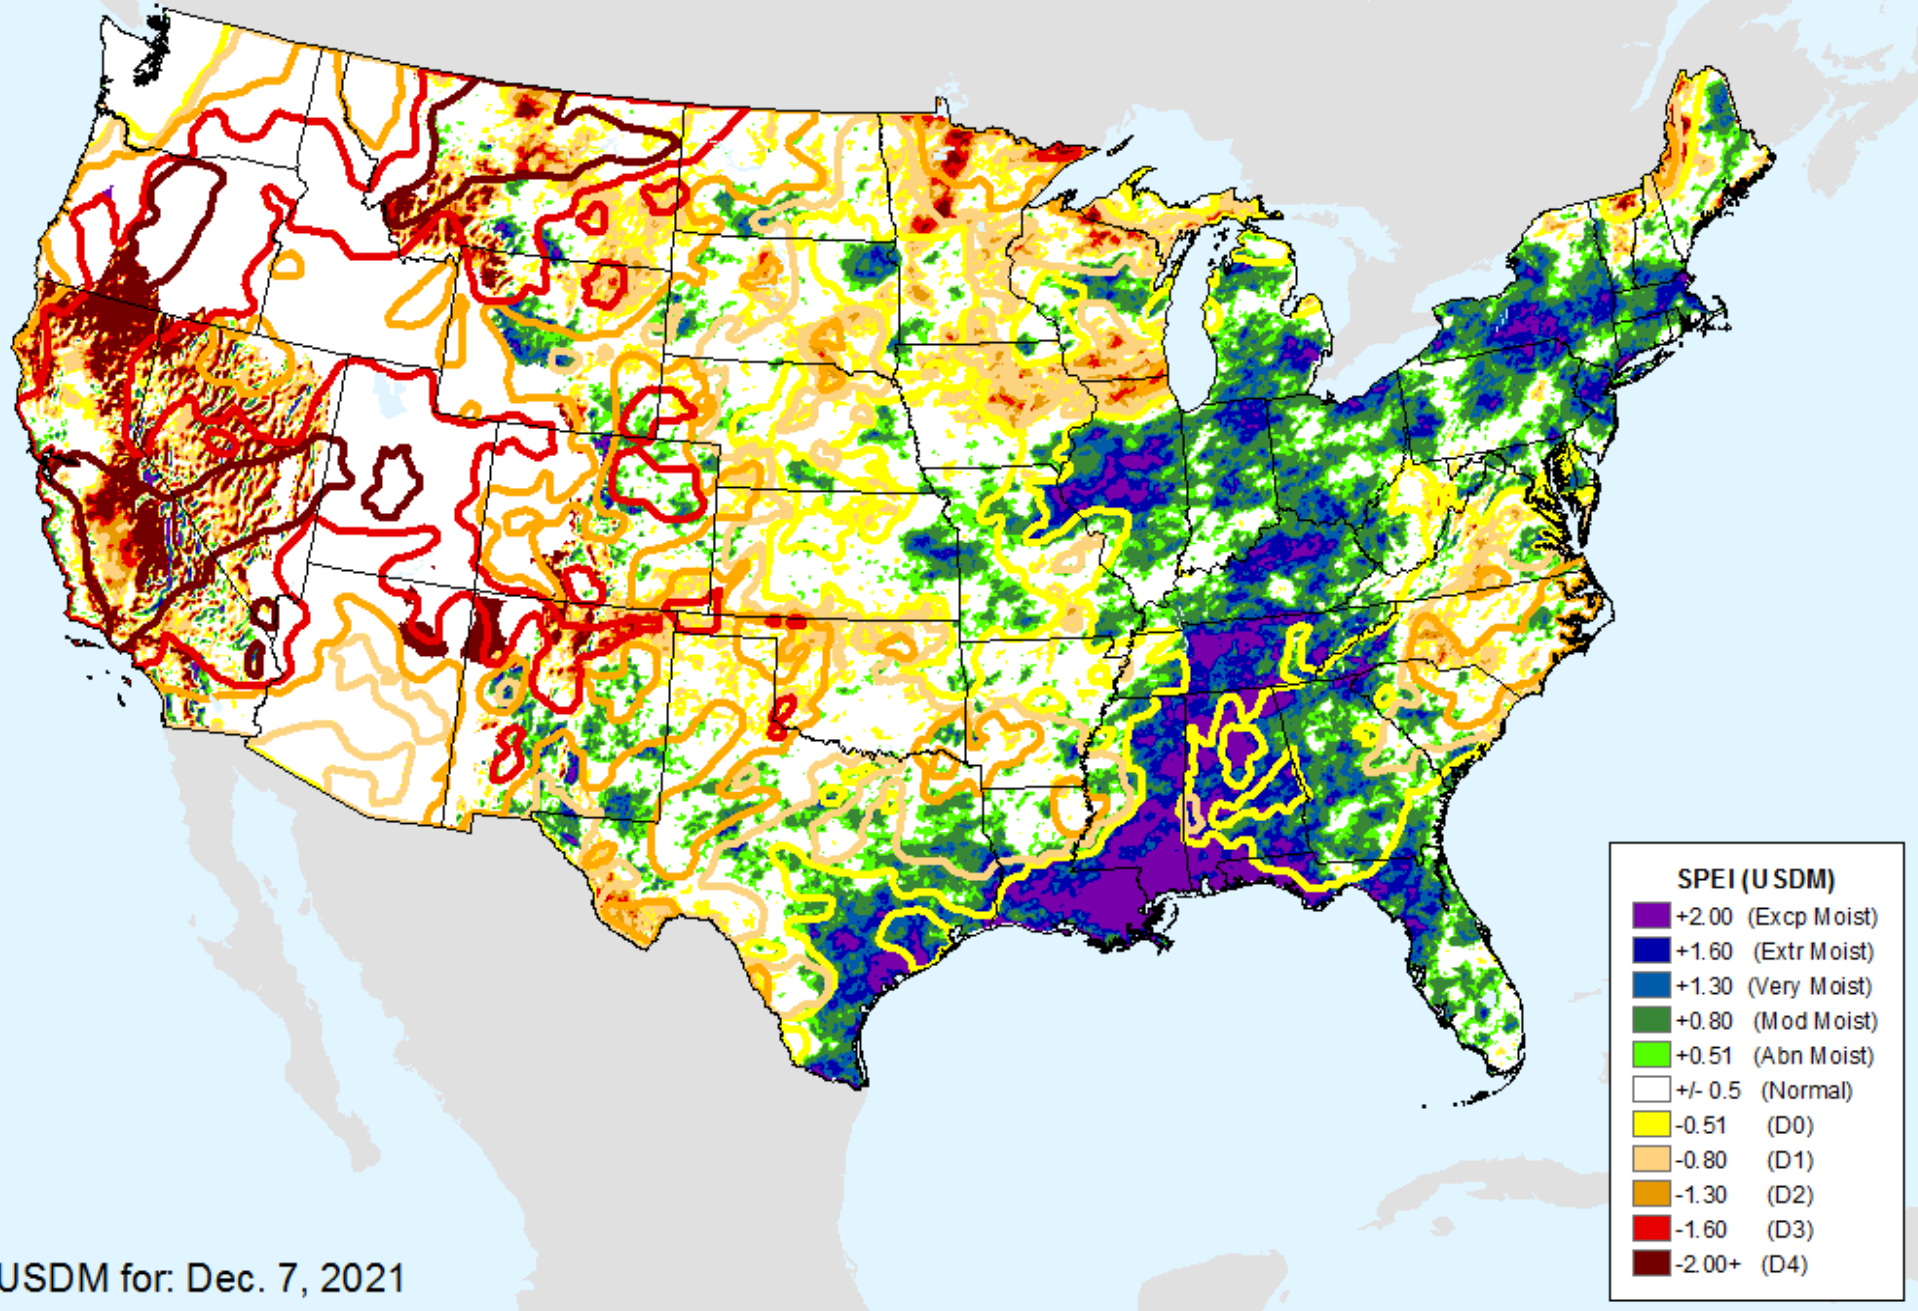 SPEI (USDM)
+2.00 (Excp Moist)
+1.60 (Extr Moist)
+1.30 (Very Moist)
+0.80 (Mod Moist)
+0.51 (Abn Moist)
+/- 0.5 (Normal)
-0.51 (D0)
-0.80 (D1)
-1.30 (D2)
-1.60 (D3)
-2.00+ (D4)
USDM for: Dec. 7, 2021